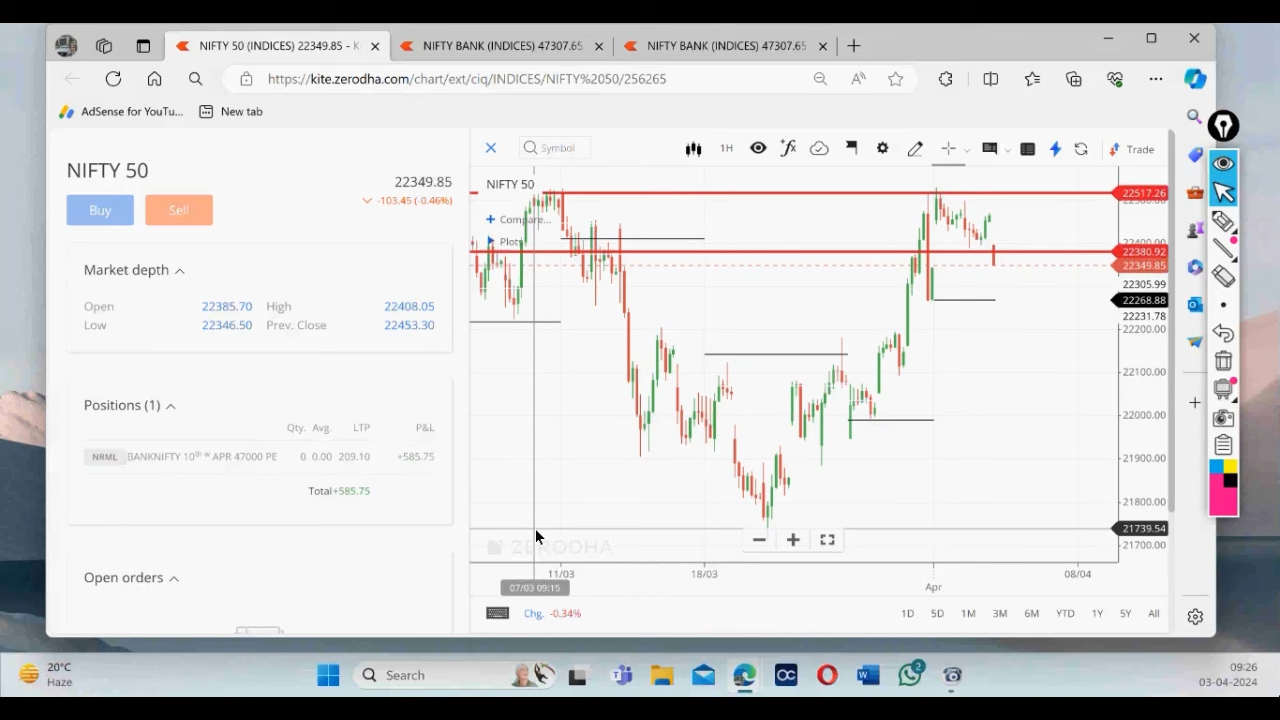 NIFTY 50 (INDICES) 22349.85 - K
NIFTY BANK (INDICES) 47307.65
NIFTY BANK (INDICES) 47307.65
https://kite.zerodha.com/chart/ext/ciq/INDICES/NIFTY%2050/256265
AdSense for YouTu...
New tab
NIFTY 50
22349.85
-103.45 (-0.46%)
Buy
Sell
Market depth
Open 22385.70 High 22408.05
Low 22346.50 Prev. Close 22453.30
Positions (1)
Qty. Avg. LTP P&L
NRML BANKNIFTY 10th w APR 47000 PE 0 0.00 209.10 +585.75
Total +585.75
Open orders
Symbol
1H
Trade
NIFTY 50
Compare...
Plots
22517.26
22400.00
22380.92
22349.85
22305.99
22268.88
22231.78
22200.00
22100.00
22000.00
21900.00
21800.00
21739.54
21700.00
ZERODHA
11/03 18/03 Apr 08/04
07/03 09:15
Chg. -0.34%
1D 5D 1M 3M 6M YTD 1Y 5Y All
20°C
Haze
Search
2
09:26
03-04-2024